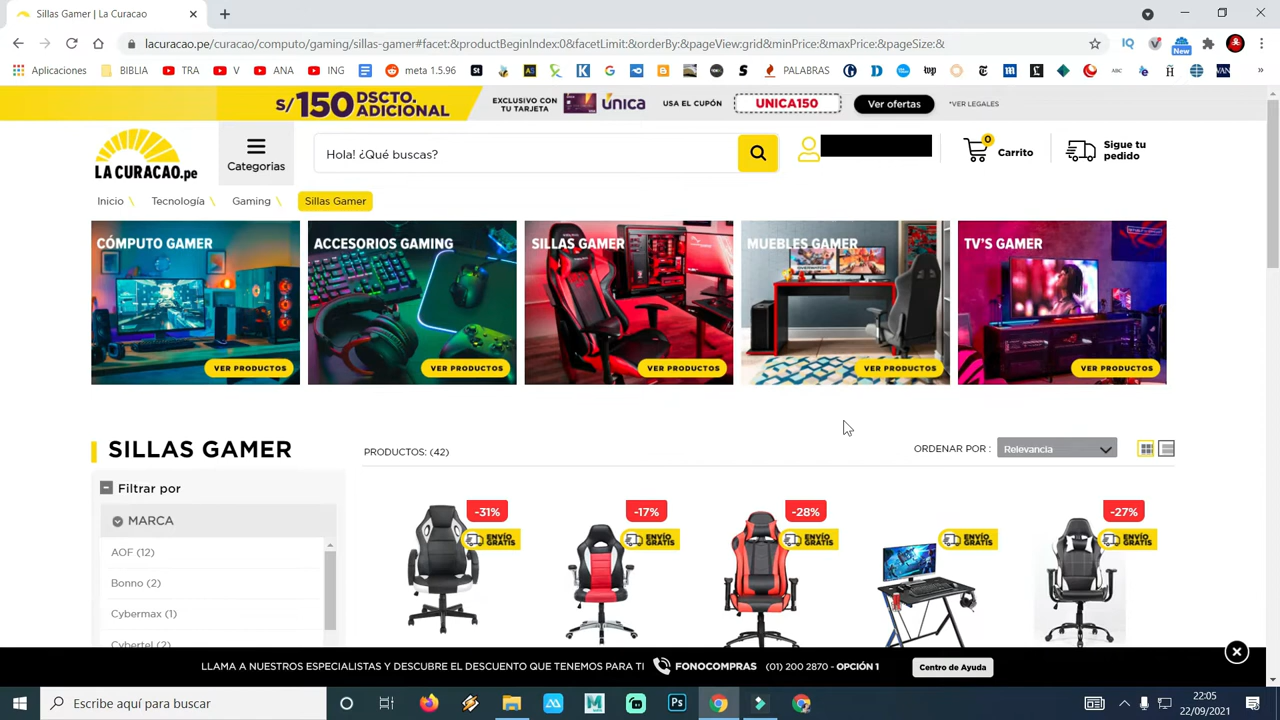 Sillas Gamer | La Curacao
lacuracao.pe/curacao/computo/gaming/sillas-gamer#facet:&productBeginIndex:0&facetLimit:&orderBy:&pageView:grid&minPrice:&maxPrice:&pageSize:&
New
Aplicaciones BIBLIA TRA V ANA ING meta 1.5.96 PALABRAS
S/150 DSCTO. ADICIONAL
EXCLUSIVO CON TU TARJETA única
USA EL CUPÓN UNICA150
Ver ofertas
*VER LEGALES
LA CURACAO.pe
Categorias
Hola! ¿Qué buscas?
0
Carrito
Sigue tu
pedido
Inicio \ Tecnología \ Gaming \ Sillas Gamer
CÓMPUTO GAMER ACCESORIOS GAMING SILLAS GAMER MUEBLES GAMER TV'S GAMER
VER PRODUCTOS VER PRODUCTOS VER PRODUCTOS VER PRODUCTOS VER PRODUCTOS
SILLAS GAMER
PRODUCTOS: (42)
ORDENAR POR : Relevancia
Filtrar por
MARCA
AOF (12)
Bonno (2)
Cybermax (1)
Cybertel (2)
-31% -17% -28% -27%
ENVÍO GRATIS ENVÍO GRATIS ENVÍO GRATIS ENVÍO GRATIS ENVÍO GRATIS
LLAMA A NUESTROS ESPECIALISTAS Y DESCUBRE EL DESCUENTO QUE TENEMOS PARA TI FONOCOMPRAS (01) 200 2870 - OPCIÓN 1 Centro de Ayuda
Escribe aquí para buscar
22:05
22/09/2021